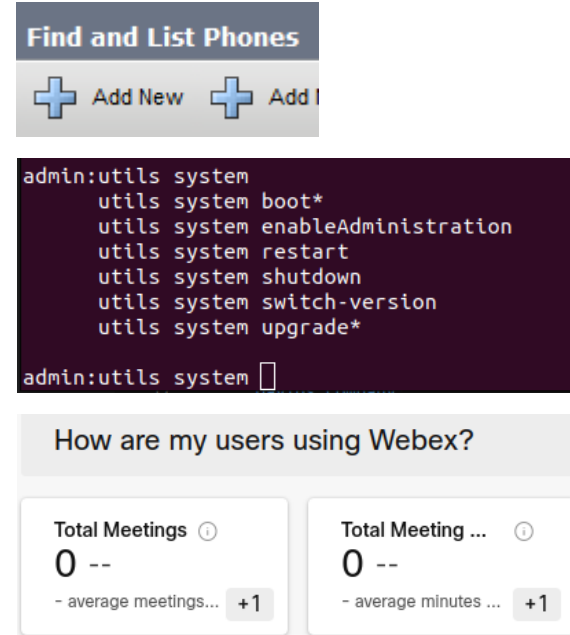 Find and List Phones
Add New Add
admin:utils system
utils system boot*
utils system enableAdministration
utils system restart
utils system shutdown
utils system switch-version
utils system upgrade*
admin:utils system
How are my users using Webex?
Total Meetings Total Meeting ...
0 -- 0 --
- average meetings... +1 - average minutes ... +1